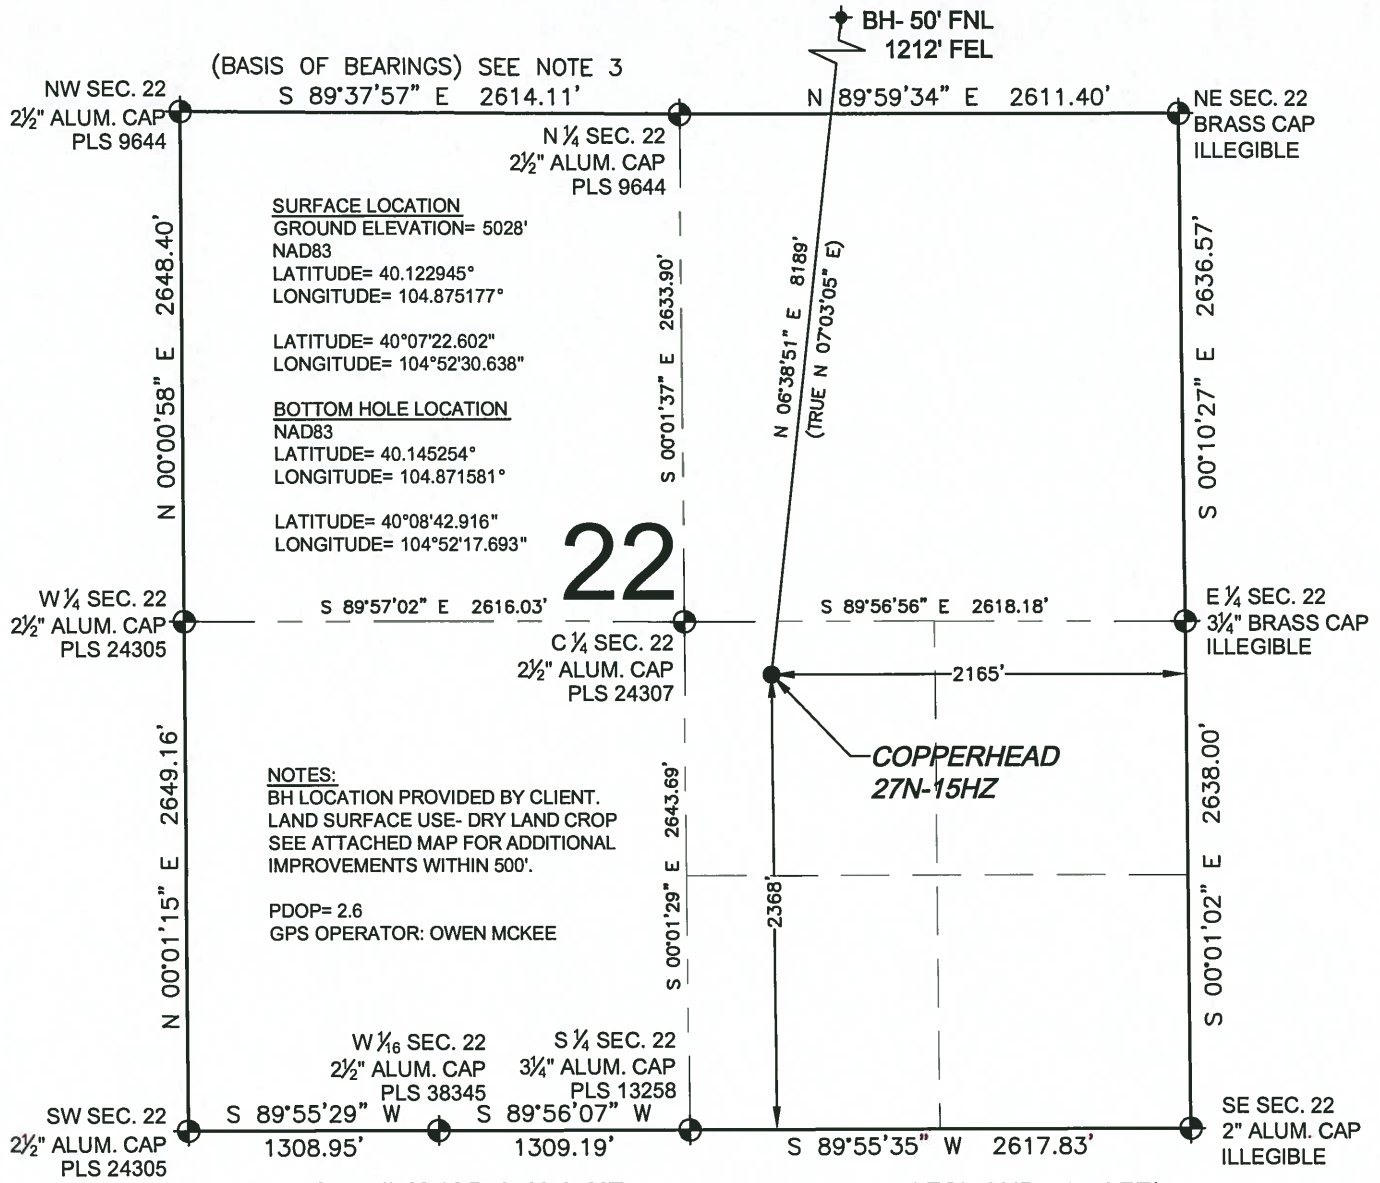 BH- 50' FNL
1212' FEL
(BASIS OF BEARINGS) SEE NOTE 3
S 89°37'57" E 2614.11'
N 89°59'34" E 2611.40'
NW SEC. 22
2½" ALUM. CAP
PLS 9644
N ¼ SEC. 22
2½" ALUM. CAP
PLS 9644
NE SEC. 22
BRASS CAP
ILLEGIBLE
SURFACE LOCATION
GROUND ELEVATION= 5028'
NAD83
LATITUDE= 40.122945°
LONGITUDE= 104.875177°
LATITUDE= 40°07'22.602"
LONGITUDE= 104°52'30.638"
BOTTOM HOLE LOCATION
NAD83
LATITUDE= 40.145254°
LONGITUDE= 104.871581°
LATITUDE= 40°08'42.916"
LONGITUDE= 104°52'17.693"
N 00°00'58" E 2648.40'
S 00°01'37" E 2633.90'
N 06°38'51" E 8189'
(TRUE N 07°03'05" E)
S 00°10'27" E 2636.57'
22
W ¼ SEC. 22
2½" ALUM. CAP
PLS 24305
S 89°57'02" E 2616.03'
S 89°56'56" E 2618.18'
E ¼ SEC. 22
3¼" BRASS CAP
ILLEGIBLE
C ¼ SEC. 22
2½" ALUM. CAP
PLS 24307
2165'
COPPERHEAD
27N-15HZ
NOTES:
BH LOCATION PROVIDED BY CLIENT.
LAND SURFACE USE- DRY LAND CROP
SEE ATTACHED MAP FOR ADDITIONAL
IMPROVEMENTS WITHIN 500'.
PDOP= 2.6
GPS OPERATOR: OWEN MCKEE
N 00°01'15" E 2649.16'
S 00°01'29" E 2643.69'
2368'
S 00°01'02" E 2638.00'
W 1⁄16 SEC. 22
2½" ALUM. CAP
PLS 38345
S ¼ SEC. 22
3¼" ALUM. CAP
PLS 13258
SW SEC. 22
2½" ALUM. CAP
PLS 24305
S 89°55'29" W
1308.95'
S 89°56'07" W
1309.19'
S 89°55'35" W 2617.83'
SE SEC. 22
2" ALUM. CAP
ILLEGIBLE